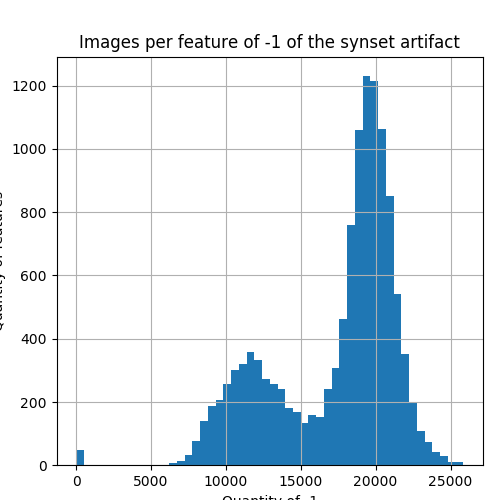 Images per feature of -1 of the synset artifact
1200
1000
800
600
400
200
0
Quantity of features
0 5000 10000 15000 20000 25000
Quantity of -1